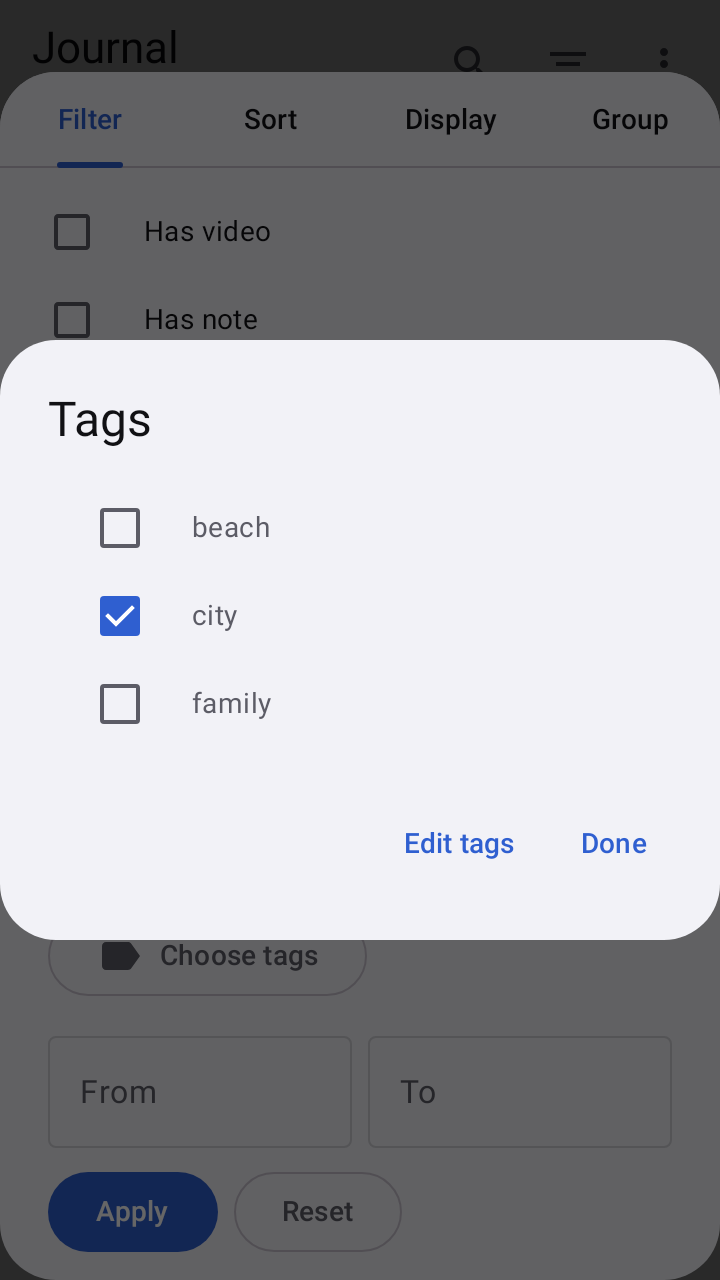 Journal
Filter Sort Display Group
Has video
Has note
Tags
beach
city
family
Edit tags Done
Choose tags
From To
Apply Reset